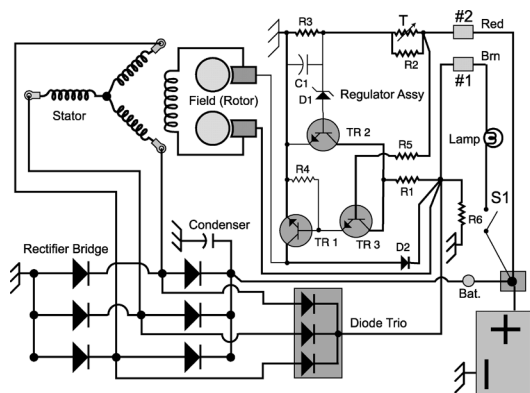 R3
T
#2
Red
R2
Brn
#1
C1
D1
Regulator Assy
Field (Rotor)
Stator
TR 2
Lamp
R5
R4
R1
S1
R6
Condenser
TR 1
TR 3
D2
Rectifier Bridge
Bat.
Diode Trio
+